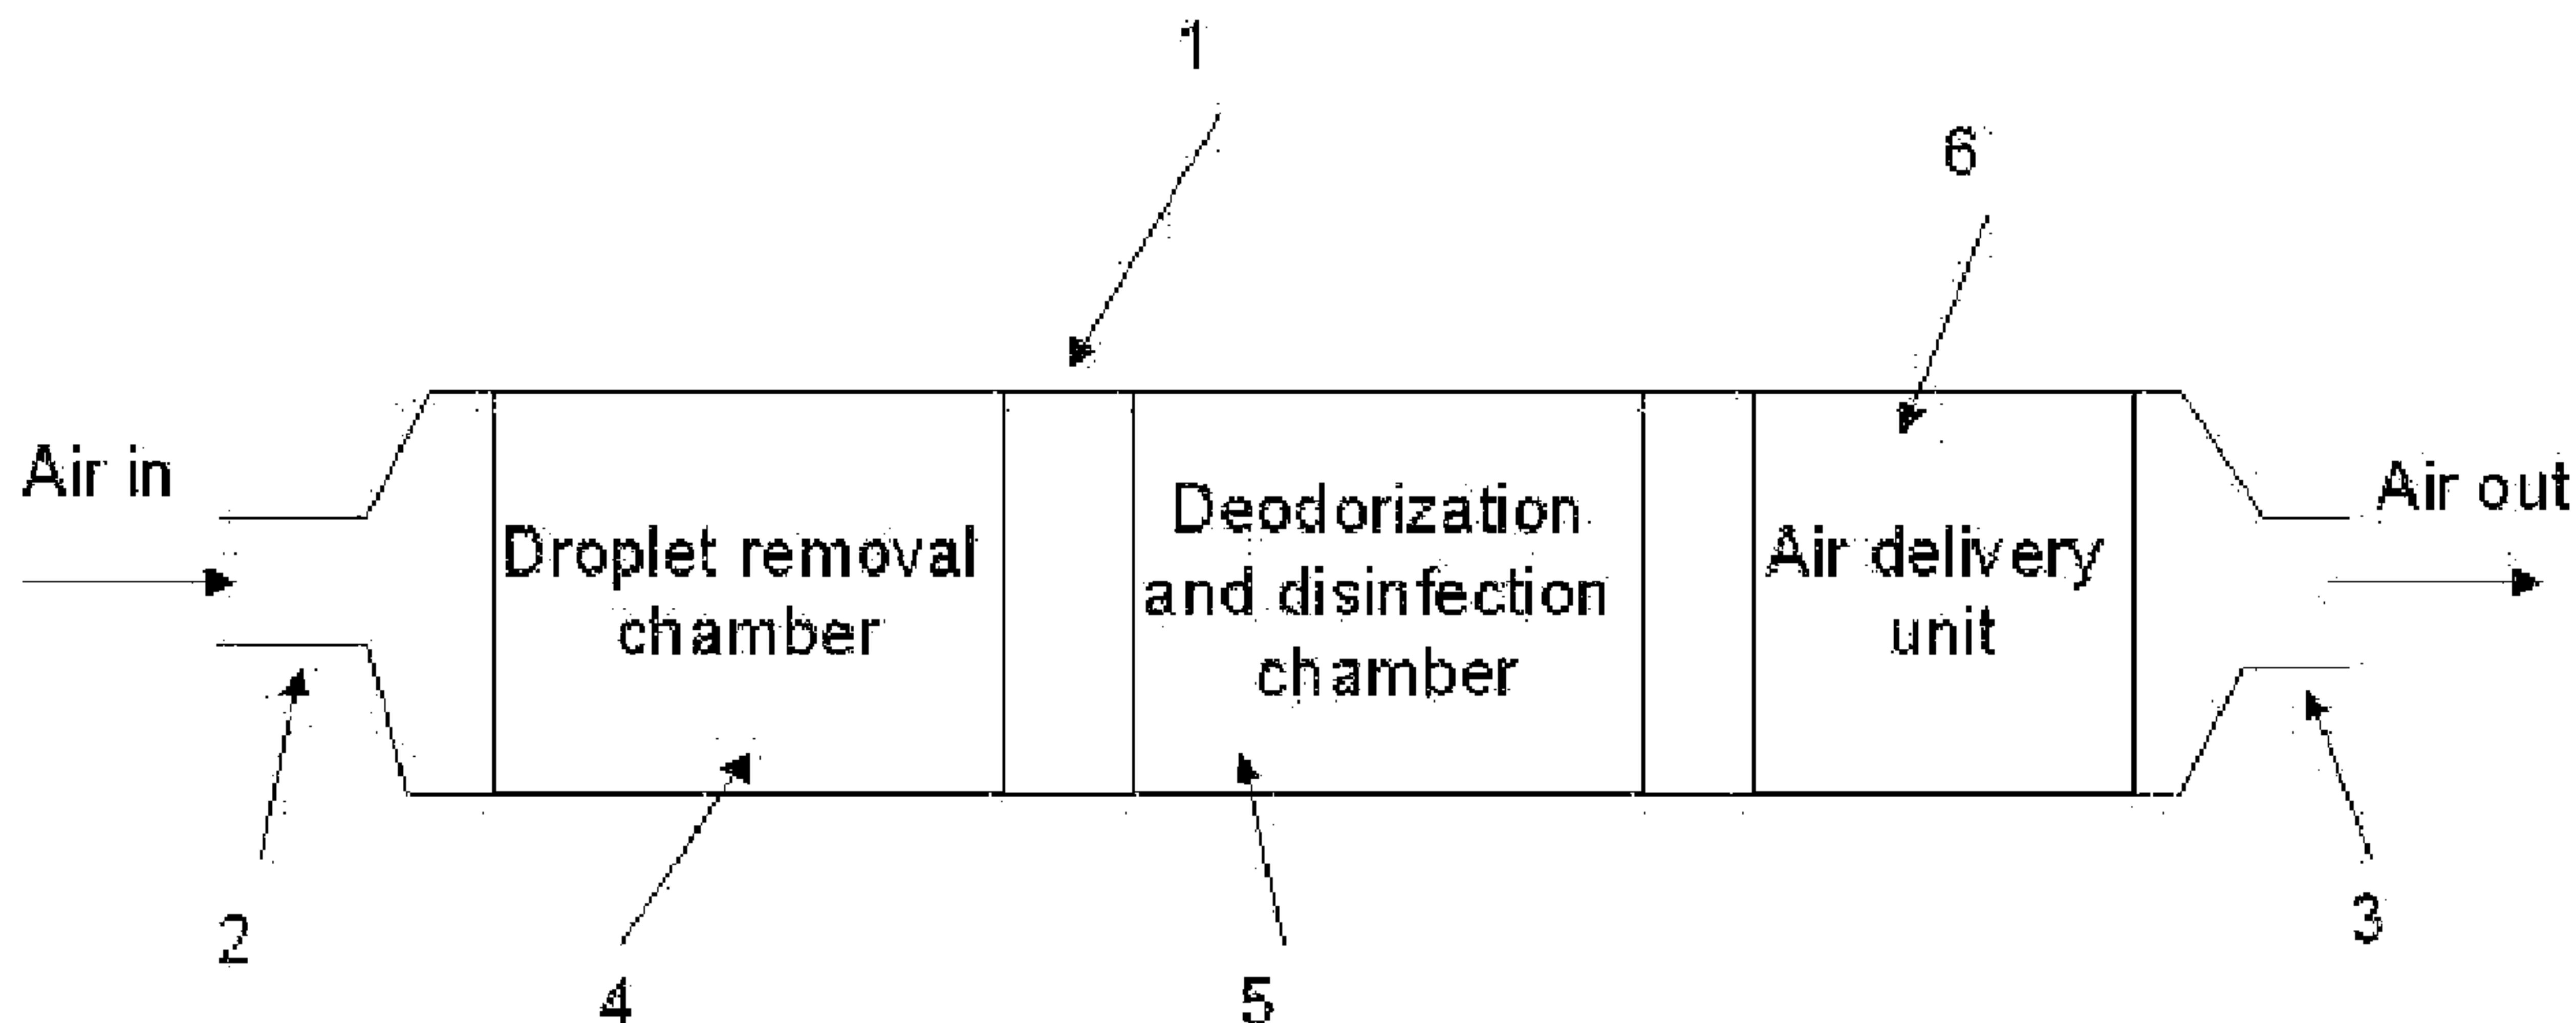 1
6
Air in
Air out
Droplet removal
chamber
Deodorization
and disinfection
chamber
Air delivery
unit
2
3
4
5